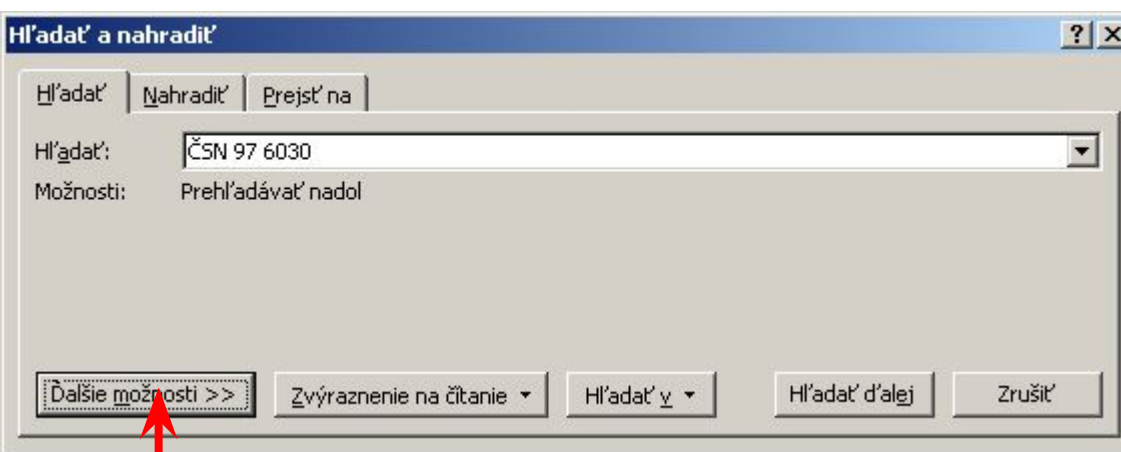 Hľadať a nahradiť
Hľadať Nahradiť Prejsť na
Hľadať: ČSN 97 6030
Možnosti: Prehľadávať nadol
Ďalšie možnosti >> Zvýraznenie na čítanie Hľadať v Hľadať ďalej Zrušiť